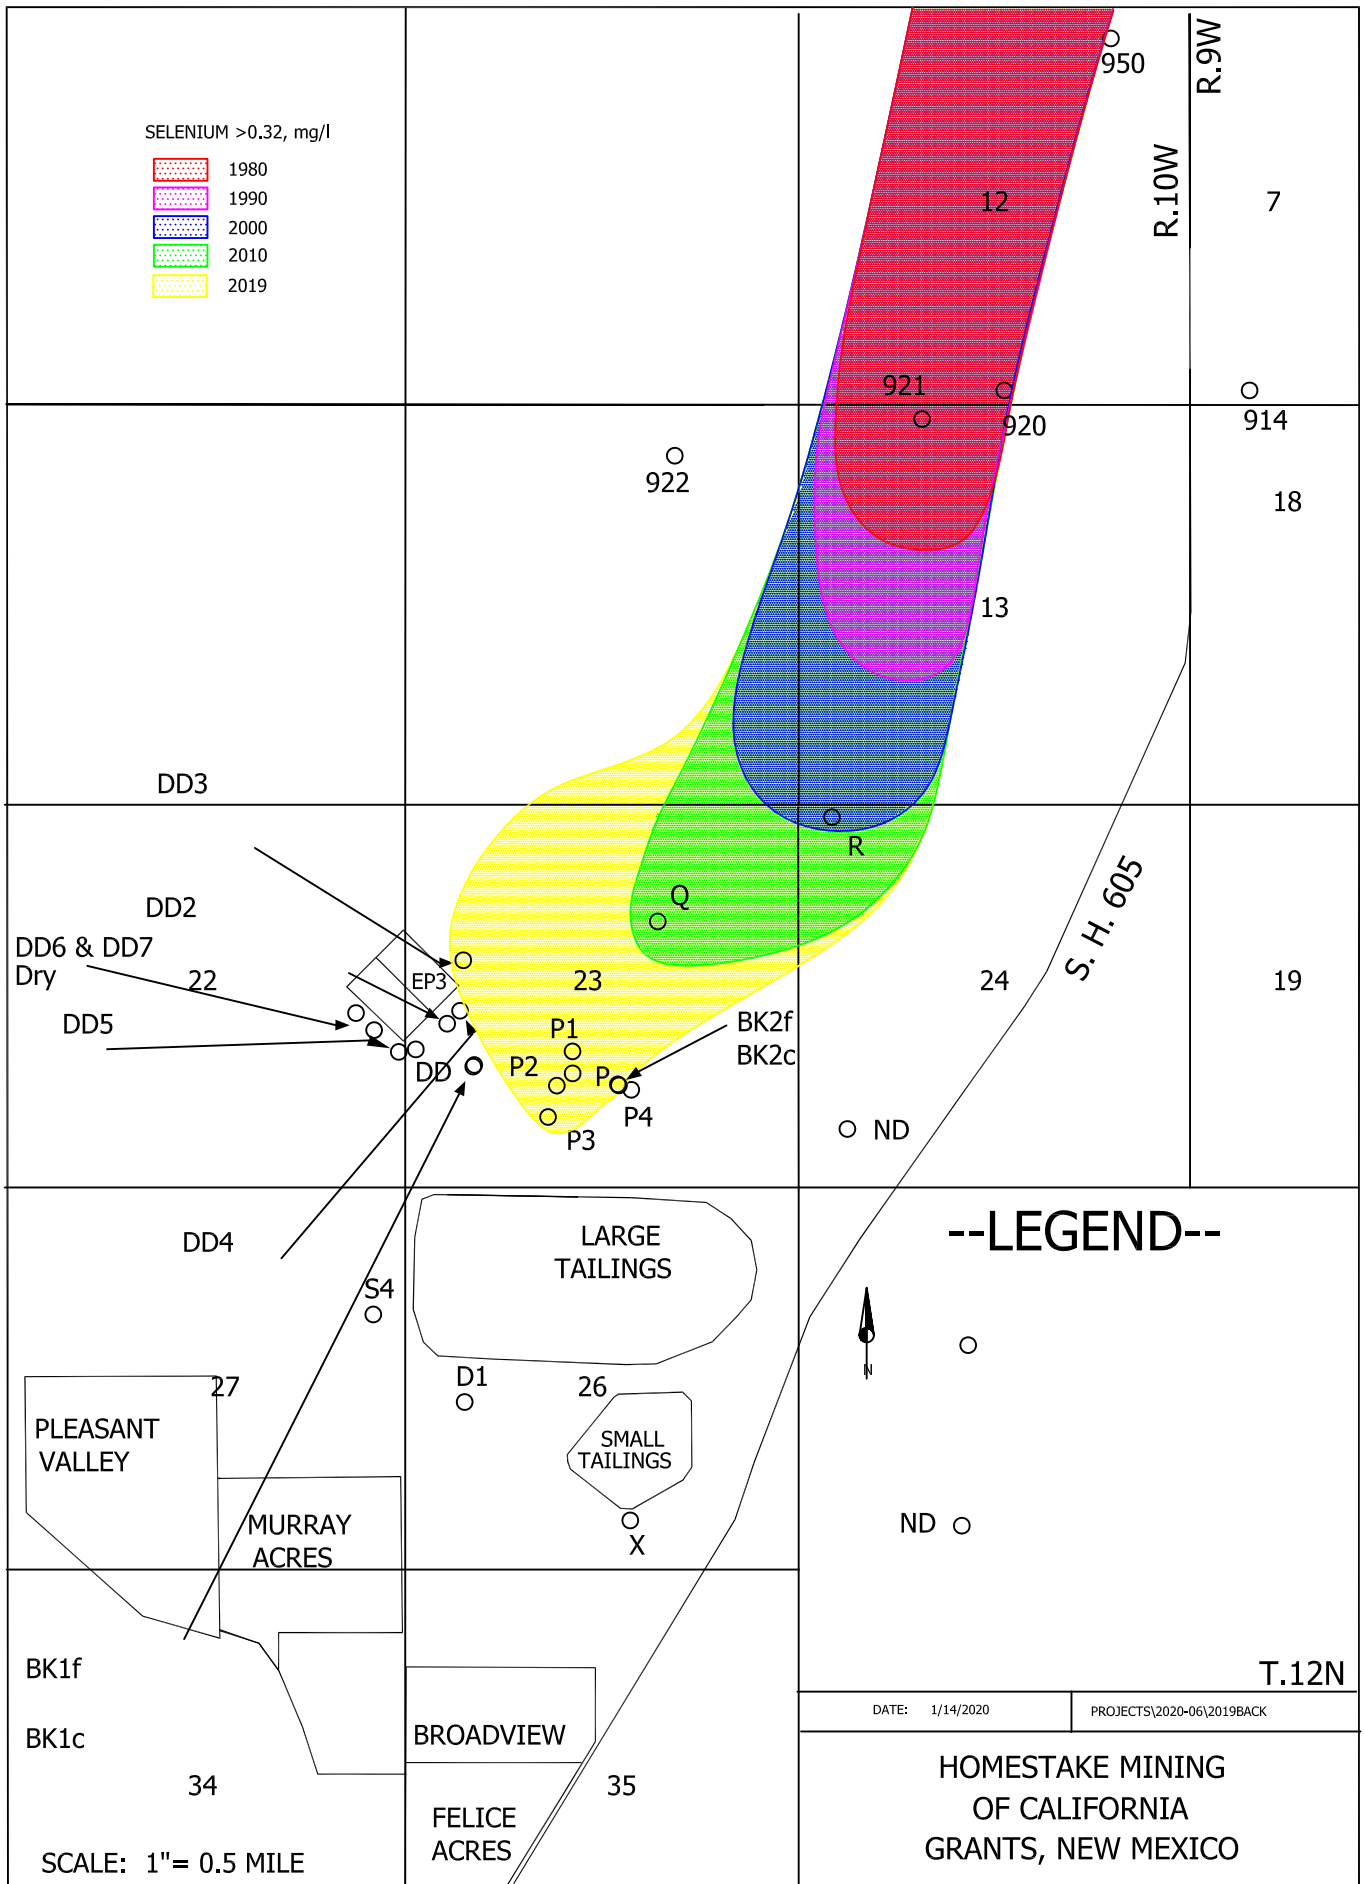 950
R.9W
SELENIUM >0.32, mg/l
1980
1990
2000
2010
2019
R.10W
12
7
921
920
914
922
18
13
DD3
R
S. H. 605
Q
DD2
DD6 & DD7
Dry
22
EP3
23
24
19
DD5
P1
BK2f
BK2c
DD
P2
P
P4
P3
ND
DD4
LARGE
TAILINGS
--LEGEND--
S4
N
27
D1
26
PLEASANT
VALLEY
SMALL
TAILINGS
MURRAY
ACRES
X
ND
BK1f
T.12N
DATE: 1/14/2020
PROJECTS\2020-06\2019BACK
BK1c
BROADVIEW
34
35
HOMESTAKE MINING
OF CALIFORNIA
GRANTS, NEW MEXICO
FELICE
ACRES
SCALE: 1"= 0.5 MILE